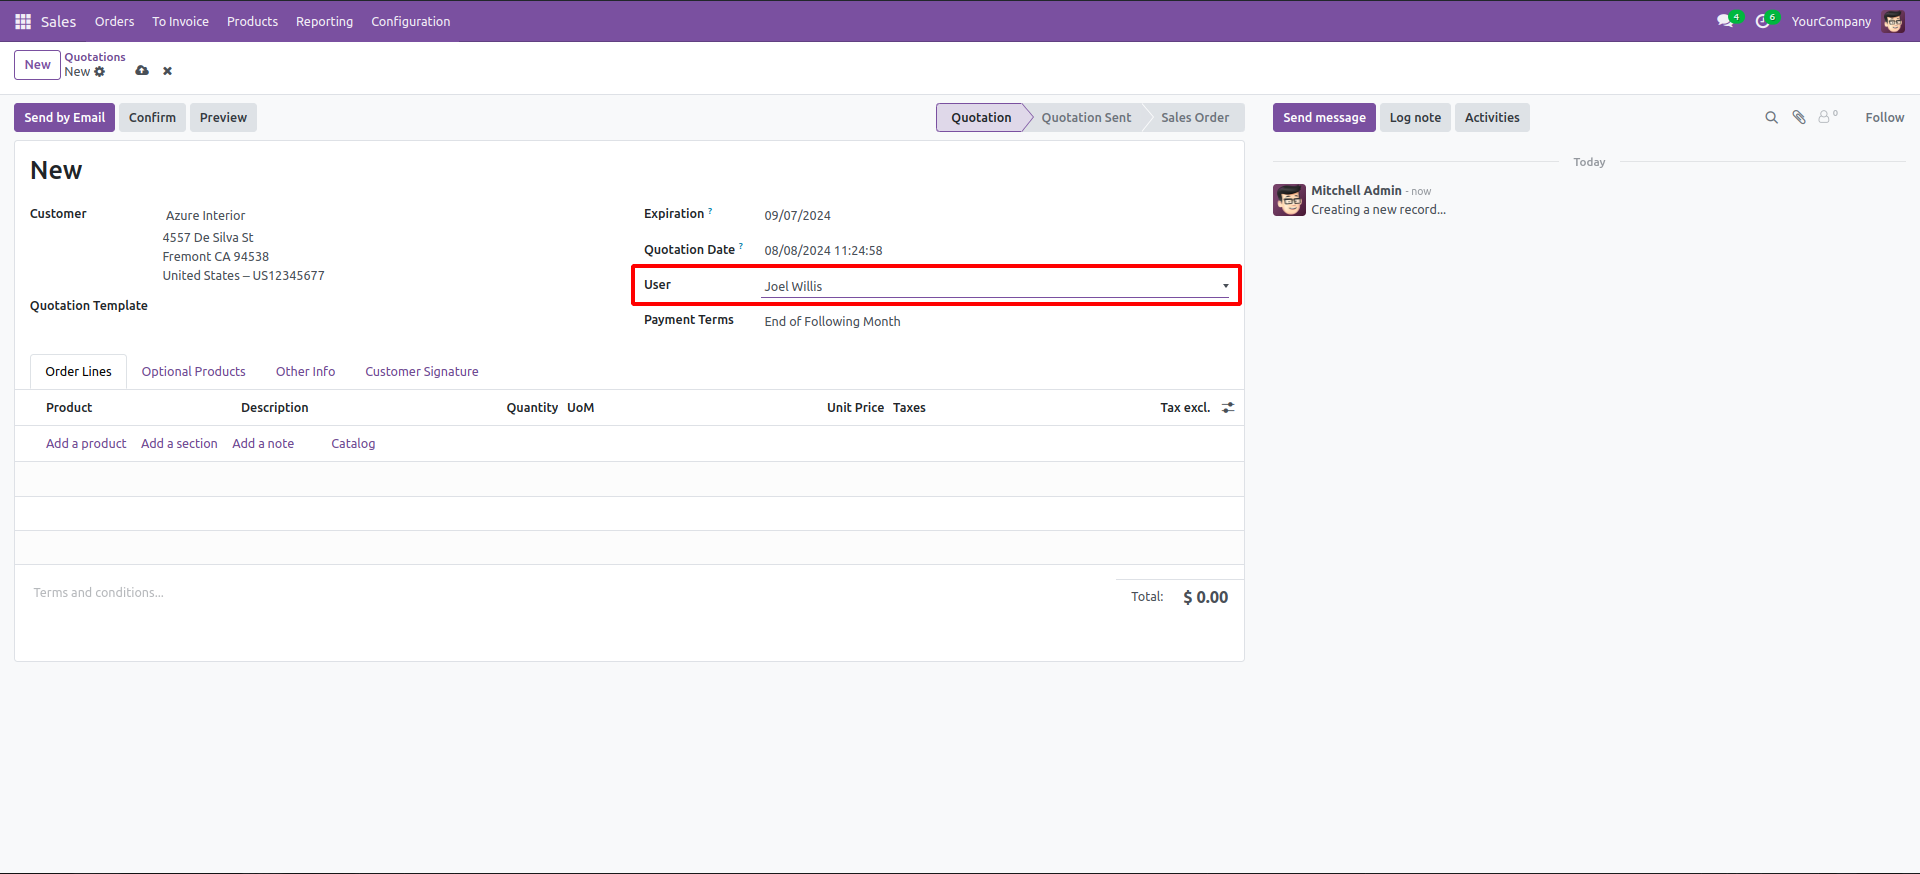 Sales Orders To Invoice Products Reporting Configuration 4 6 YourCompany
New Quotations
New
Send by Email Confirm Preview Quotation Quotation Sent Sales Order Send message Log note Activities 0 Follow
New
Customer Azure Interior
4557 De Silva St
Fremont CA 94538
United States – US12345677
Quotation Template
Expiration ? 09/07/2024
Quotation Date ? 08/08/2024 11:24:58
User Joel Willis
Payment Terms End of Following Month
Order Lines Optional Products Other Info Customer Signature
Product Description Quantity UoM Unit Price Taxes Tax excl.
Add a product Add a section Add a note Catalog
Terms and conditions...
Total: $ 0.00
Today
Mitchell Admin - now
Creating a new record...